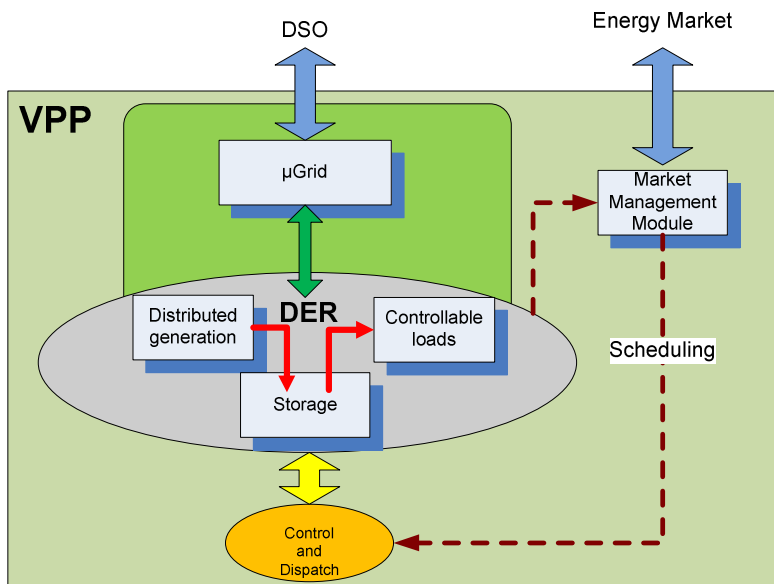 DSO
Energy Market
VPP
µGrid
Market
Management
Module
DER
Distributed
generation
Controllable
loads
Scheduling
Storage
Control
and
Dispatch